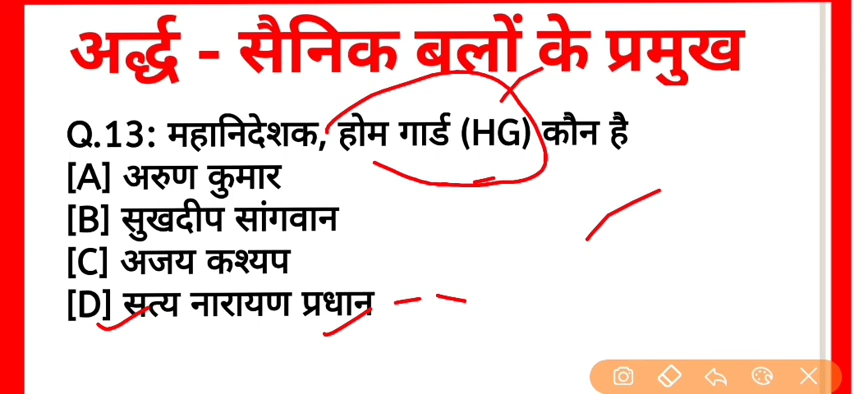 अर्द्ध - सैनिक बलों के प्रमुख
Q.13: महानिदेशक, होम गार्ड (HG) कौन है
[A] अरुण कुमार
[B] सुखदीप सांगवान
[C] अजय कश्यप
[D] सत्य नारायण प्रधान